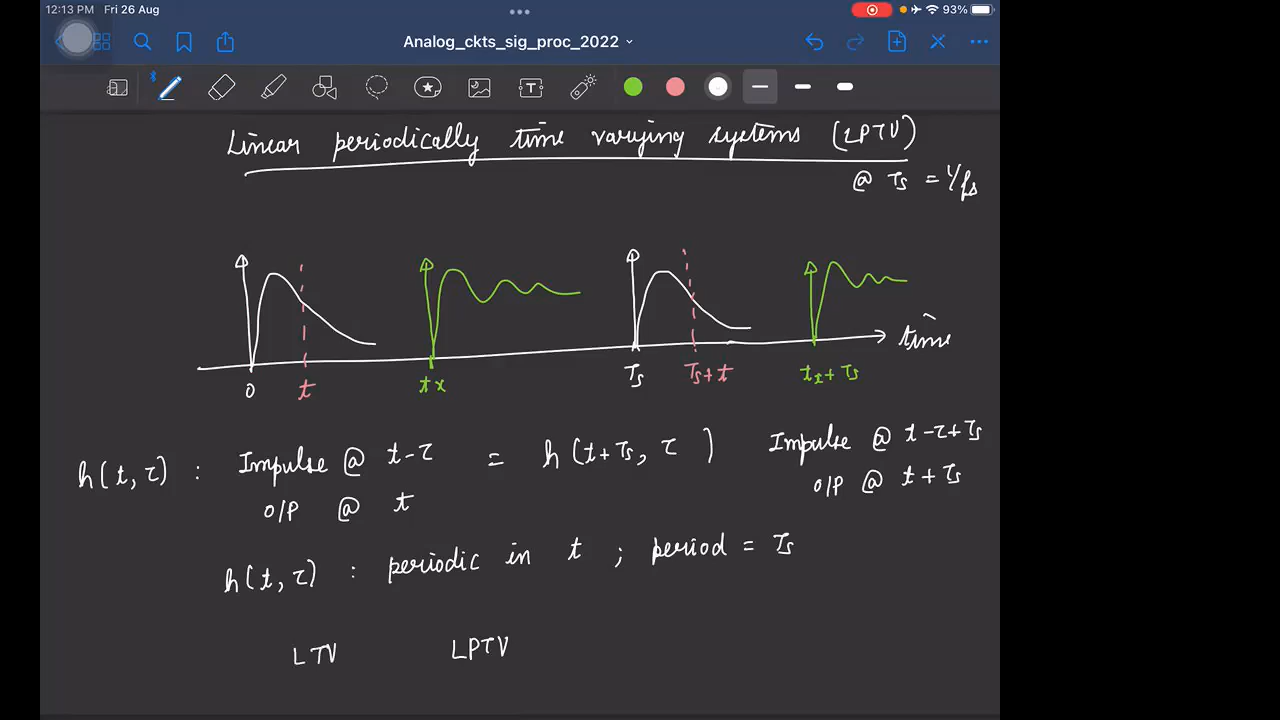 12:13 PM Fri 26 Aug
93%
Analog_ckts_sig_proc_2022
T
Linear periodically time varying systems (LPTV)
@ Ts = 1/fs
time
0 t tx Ts Ts+t tx+Ts
h(t,τ) : Impulse @ t-τ = h(t+Ts, τ) Impulse @ t-τ+Ts
O/P @ t O/P @ t+Ts
h(t,τ) : periodic in t ; period = Ts
LTV LPTV